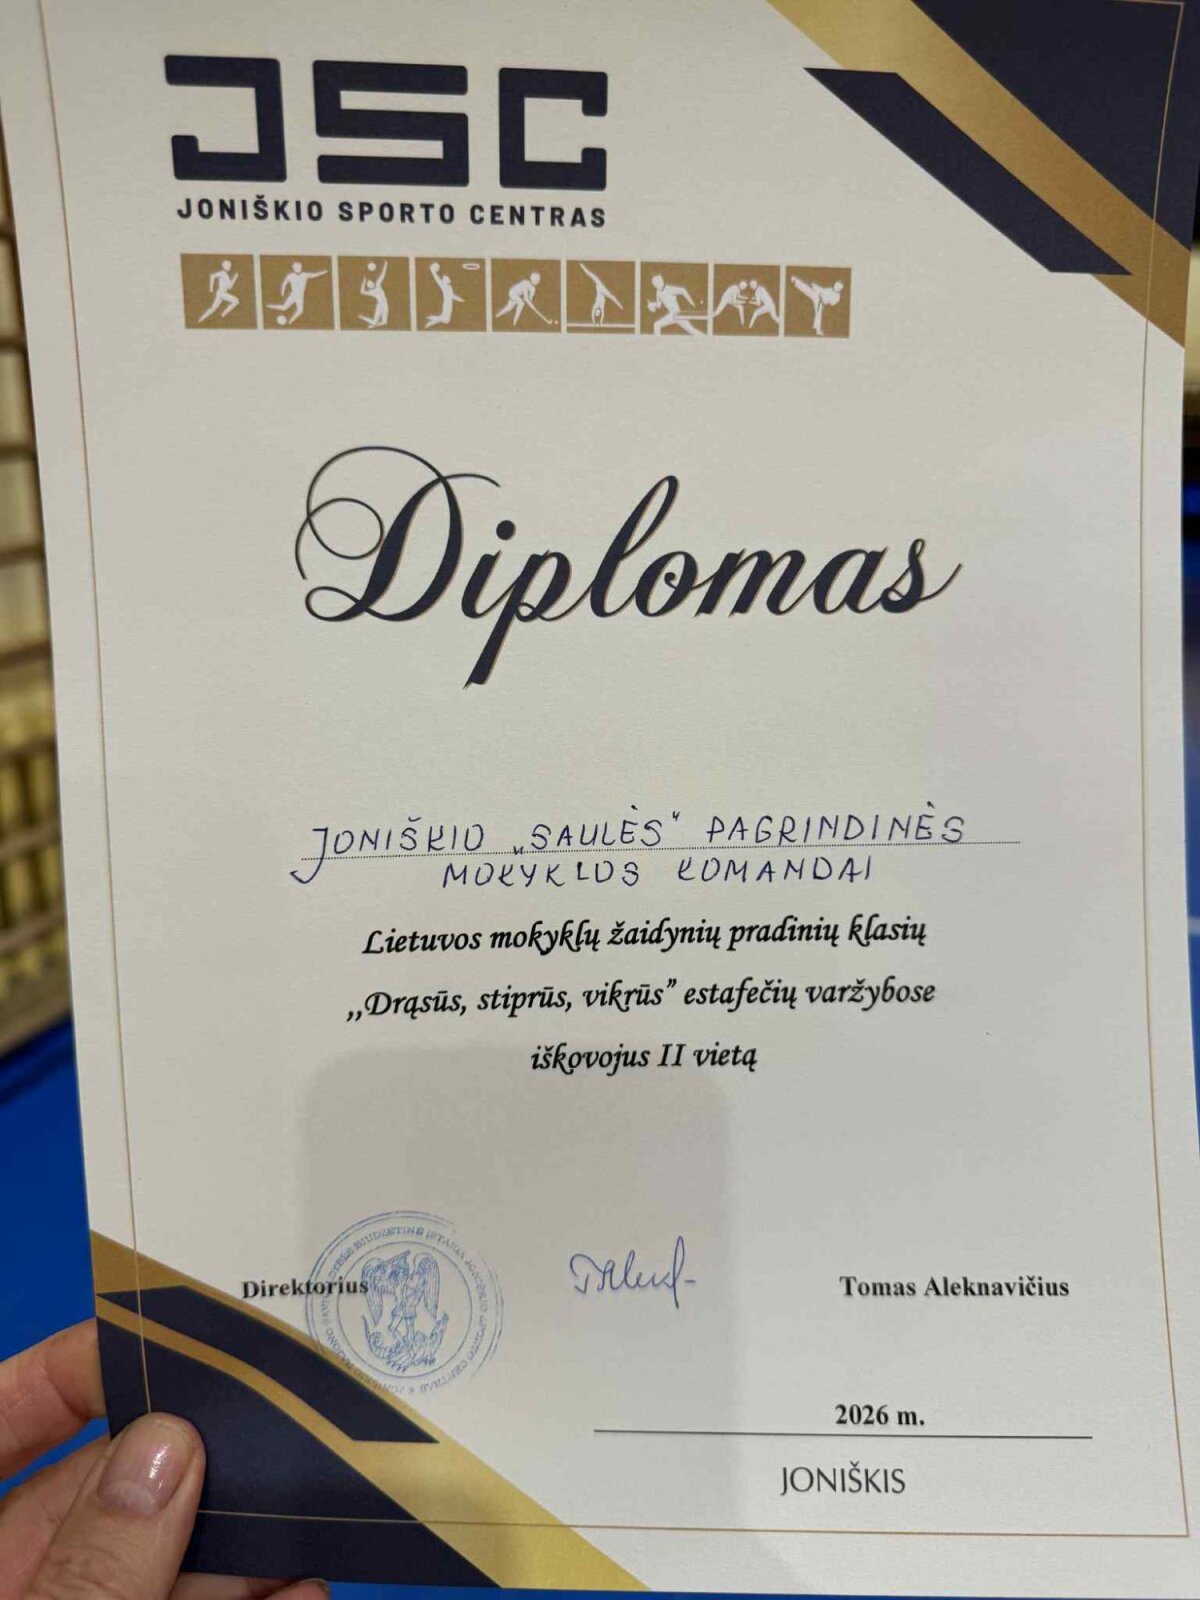 JSC
JONIŠKIO SPORTO CENTRAS
Diplomas
JONIŠKIO „SAULĖS“ PAGRINDINĖS
MOKYKLOS KOMANDAI
Lietuvos mokyklų žaidynių pradinių klasių
,,Drąsūs, stiprūs, vikrūs” estafečių varžybose
iškovojus II vietą
Direktorius
Tomas Aleknavičius
2026 m.
JONIŠKIS